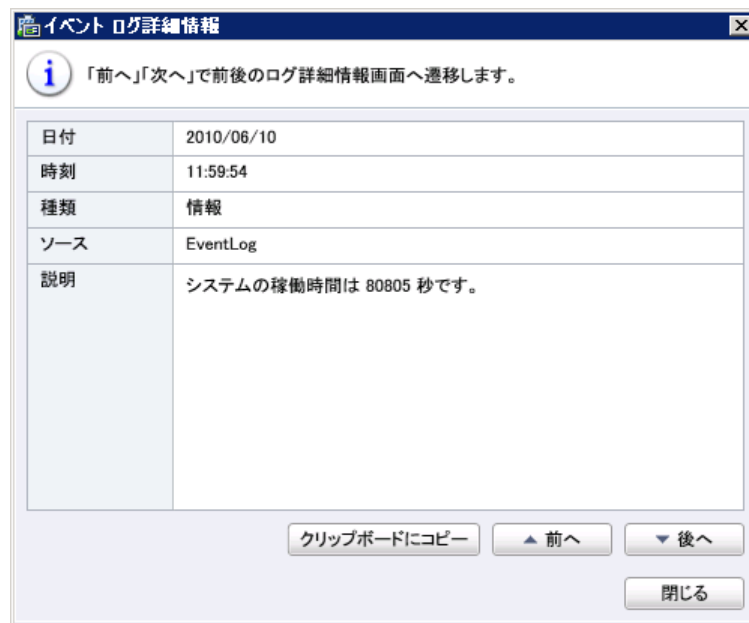 イベント ログ詳細情報
「前へ」「次へ」で前後のログ詳細情報画面へ遷移します。
日付 2010/06/10
時刻 11:59:54
種類 情報
ソース EventLog
説明 システムの稼働時間は 80805 秒です。
クリップボードにコピー ▲ 前へ ▼ 後へ
閉じる